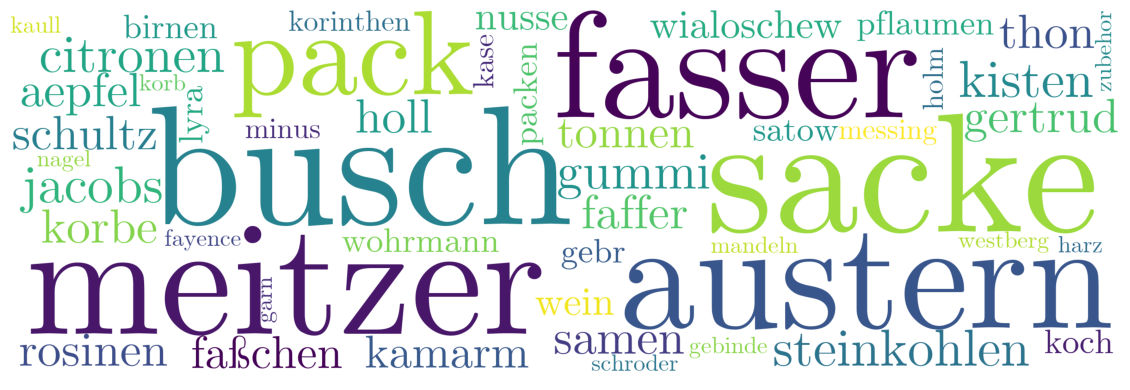 kaull
birnen
korinthen
nusse
wialoschew
pflaumen
thon
zubehor
citronen
pack
kase
fasser
holm
kisten
aepfel
korb
lyra
packen
schultz
minus
holl
tonnen
satow
messing
gertrud
nagel
busch
gummi
sacke
jacobs
korbe
faffer
fayence
wohrmann
gebr
mandeln
westberg
harz
meitzer
garn
wein
austern
rosinen
faßchen
kamarm
samen
schroder
gebinde
steinkohlen
koch